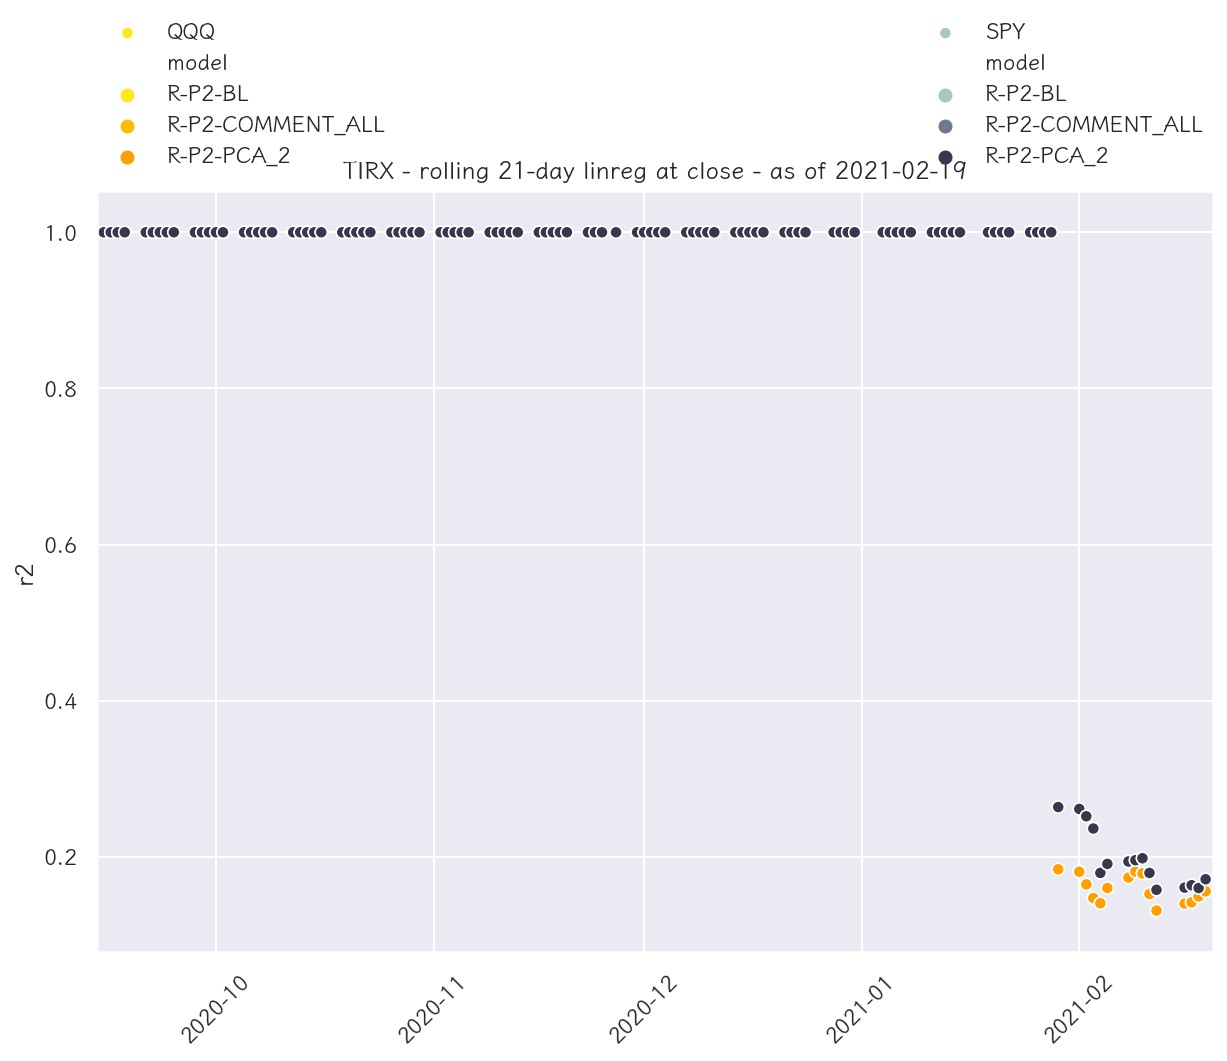 QQQ
model
R-P2-BL
R-P2-COMMENT_ALL
R-P2-PCA_2
SPY
model
R-P2-BL
R-P2-COMMENT_ALL
R-P2-PCA_2
TIRX - rolling 21-day linreg at close - as of 2021-02-19
1.0
0.8
0.6
0.4
0.2
r2
2020-10
2020-11
2020-12
2021-01
2021-02